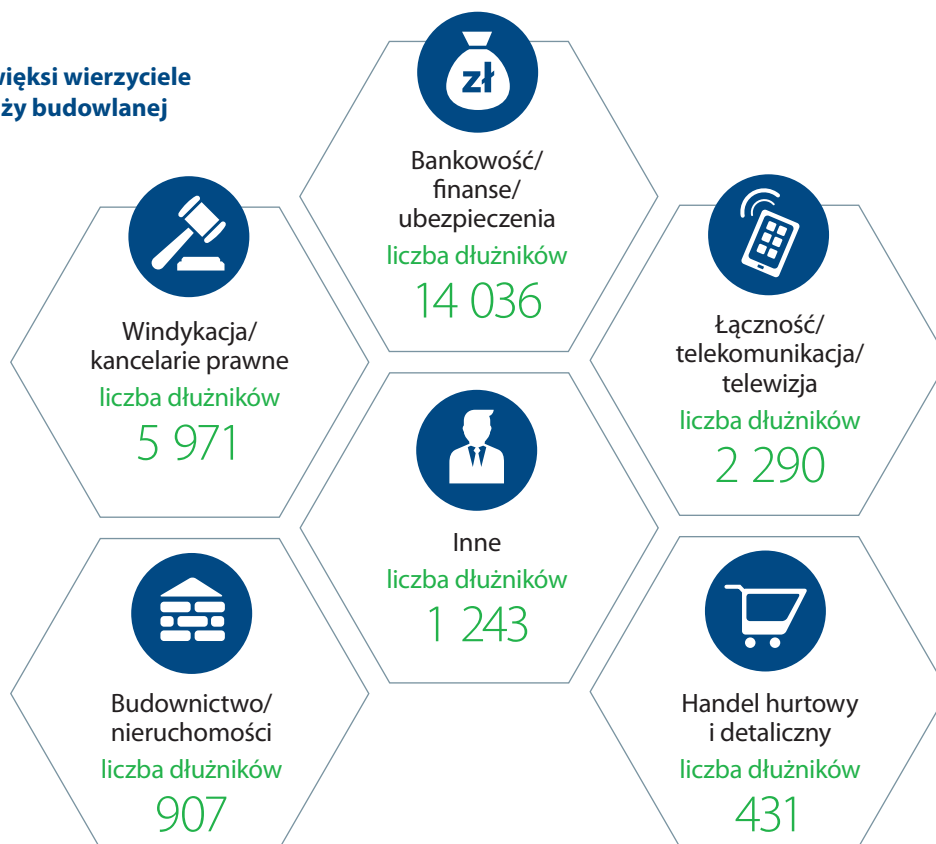 więksi wierzyciele
ży budowlanej
zł
Bankowość/
finanse/
ubezpieczenia
liczba dłużników
14 036
Windykacja/
kancelarie prawne
liczba dłużników
5 971
Łączność/
telekomunikacja/
telewizja
liczba dłużników
2 290
Inne
liczba dłużników
1 243
Budownictwo/
nieruchomości
liczba dłużników
907
Handel hurtowy
i detaliczny
liczba dłużników
431